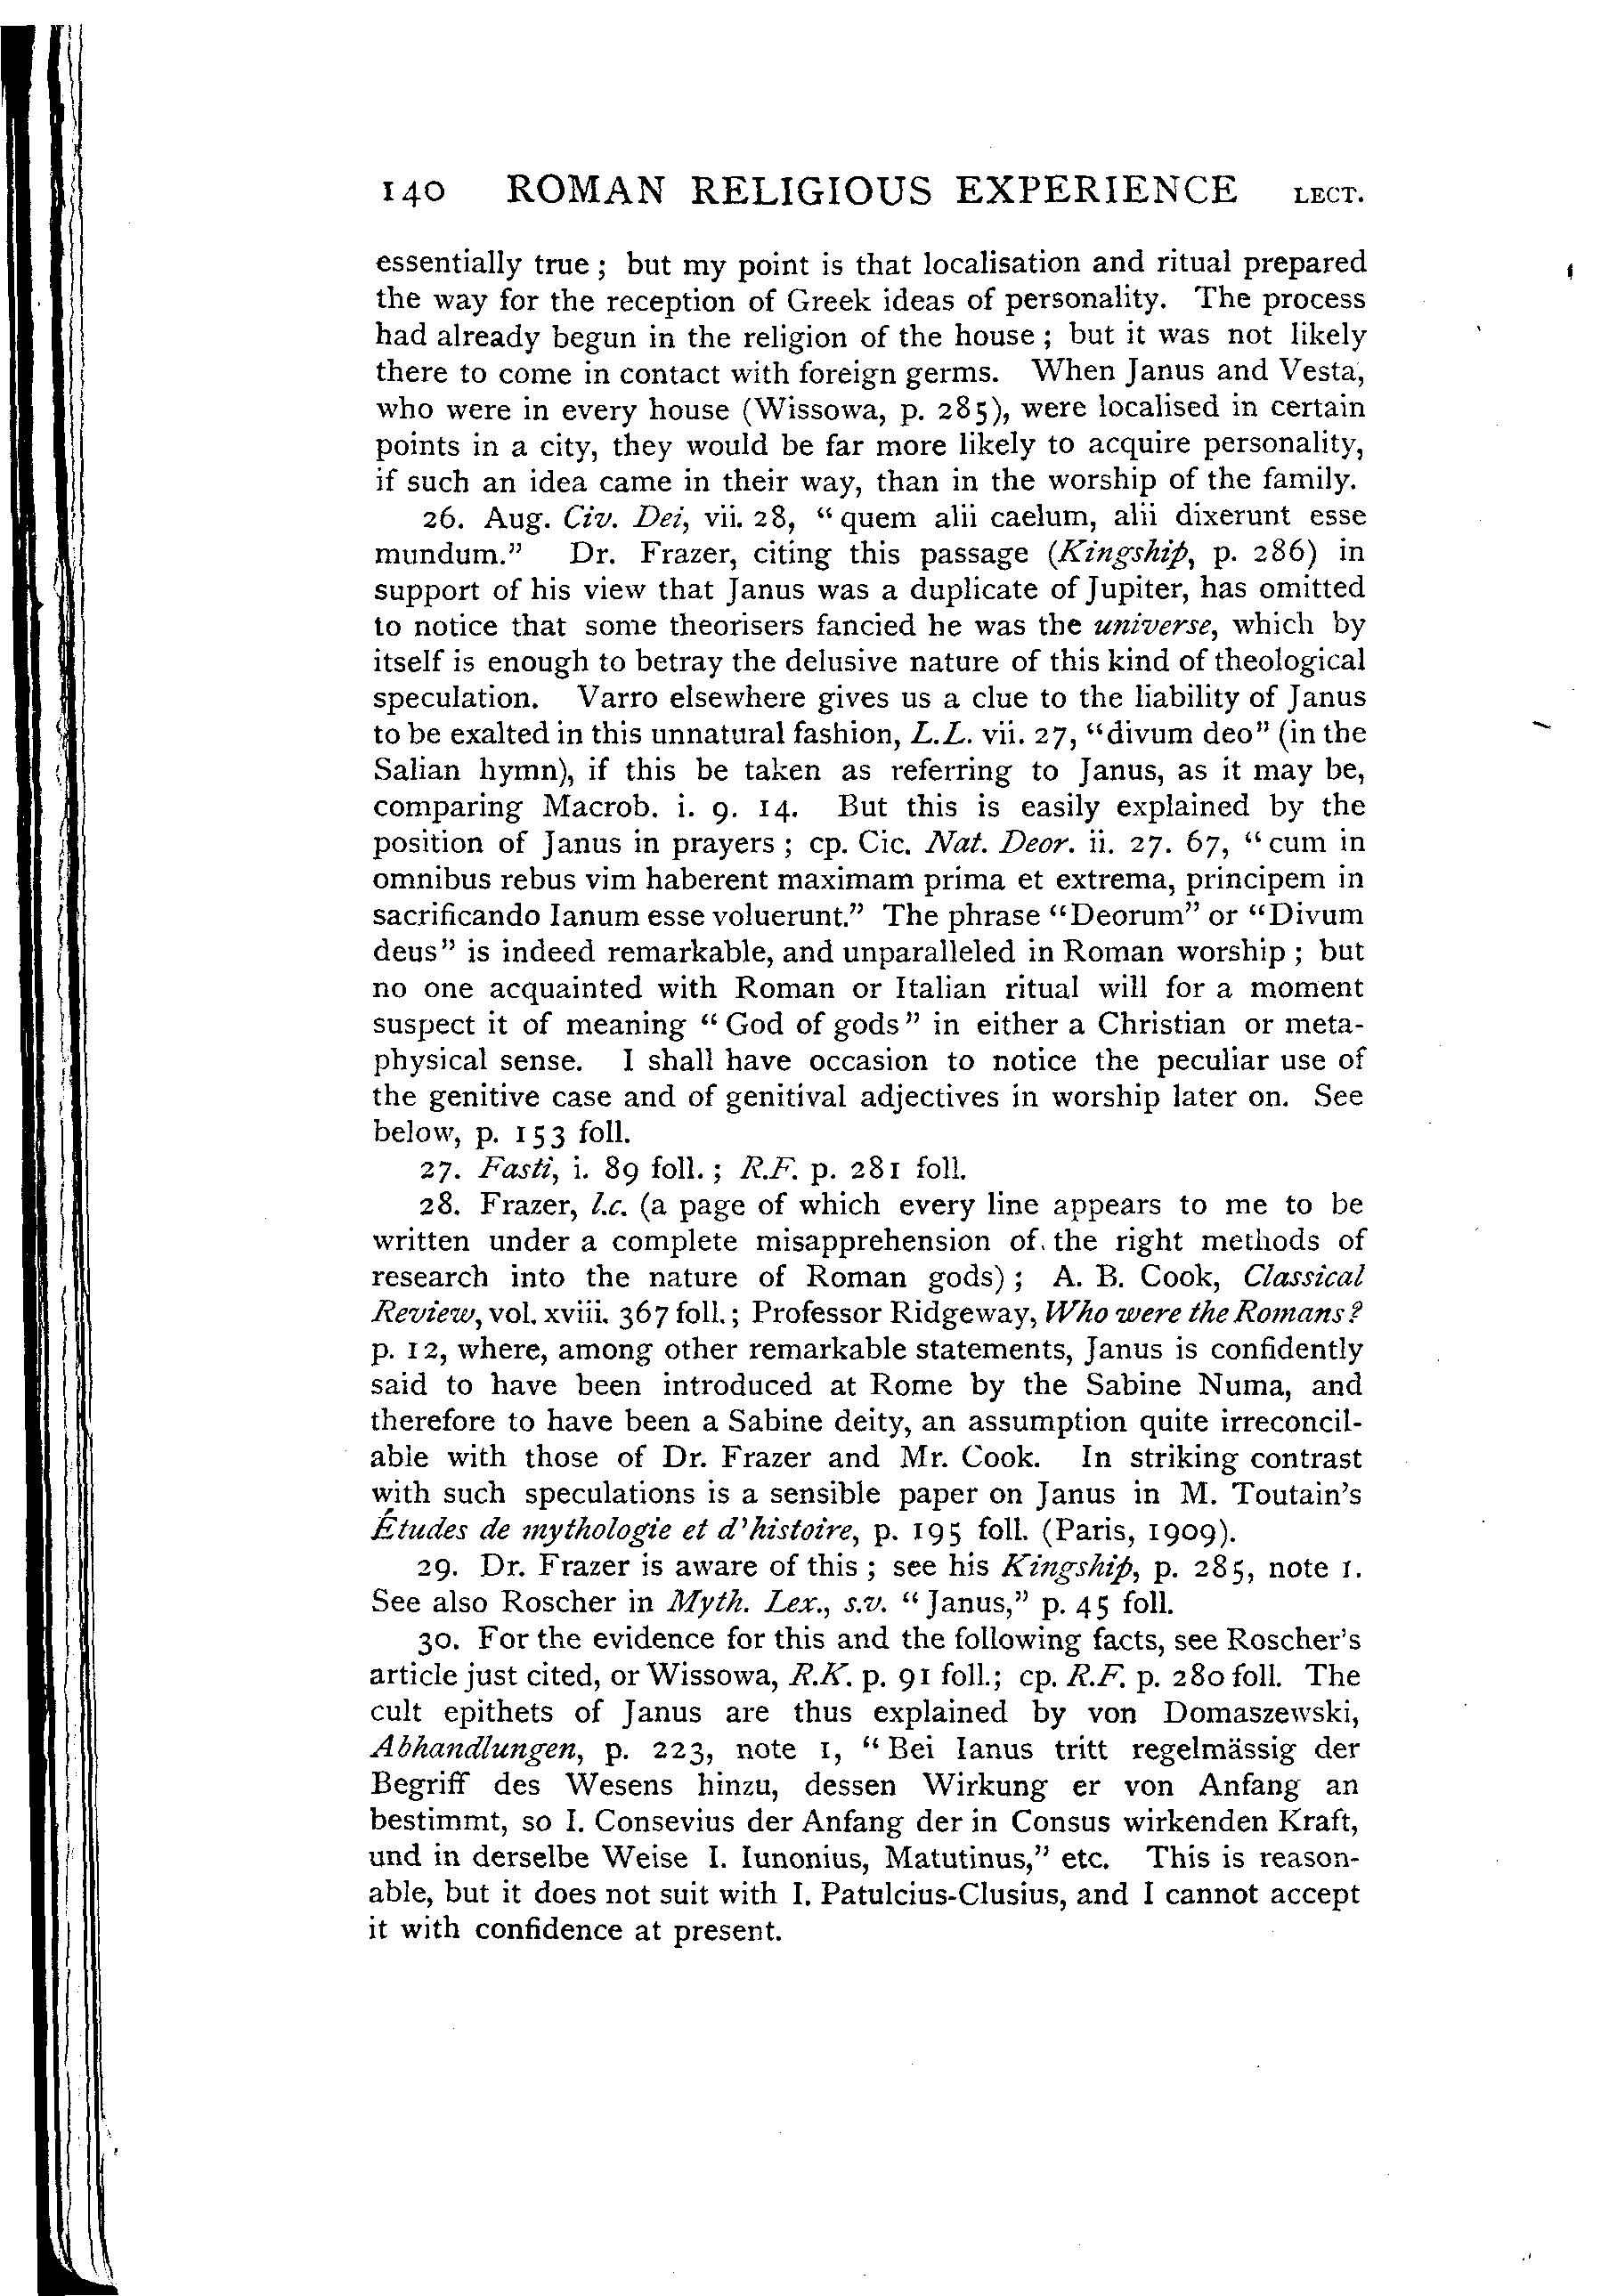 140 ROMAN RELIGIOUS EXPERIENCE LECT.
essentially true ; but my point is that localisation and ritual prepared
the way for the reception of Greek ideas of personality. The process
had already begun in the religion of the house ; but it was not likely
there to come in contact with foreign germs. When Janus and Vesta,
who were in every house (Wissowa, p. 285), were localised in certain
points in a city, they would be far more likely to acquire personality,
if such an idea came in their way, than in the worship of the family.
26. Aug. Civ. Dei, vii. 28, “ quem alii caelum, alii dixerunt esse
mundum.” Dr. Frazer, citing this passage (Kingship, p. 286) in
support of his view that Janus was a duplicate of Jupiter, has omitted
to notice that some theorisers fancied he was the universe, which by
itself is enough to betray the delusive nature of this kind of theological
speculation. Varro elsewhere gives us a clue to the liability of Janus
to be exalted in this unnatural fashion, L.L. vii. 27, “divum deo” (in the
Salian hymn), if this be taken as referring to Janus, as it may be,
comparing Macrob. i. 9. 14. But this is easily explained by the
position of Janus in prayers ; cp. Cic. Nat. Deor. ii. 27. 67, “ cum in
omnibus rebus vim haberent maximam prima et extrema, principem in
sacrificando Ianum esse voluerunt.” The phrase “Deorum” or “Divum
deus” is indeed remarkable, and unparalleled in Roman worship ; but
no one acquainted with Roman or Italian ritual will for a moment
suspect it of meaning “ God of gods” in either a Christian or meta-
physical sense. I shall have occasion to notice the peculiar use of
the genitive case and of genitival adjectives in worship later on. See
below, p. 153 foll.
27. Fasti, i. 89 foll. ; R.F. p. 281 foll.
28. Frazer, l.c. (a page of which every line appears to me to be
written under a complete misapprehension of the right methods of
research into the nature of Roman gods) ; A. B. Cook, Classical
Review, vol. xviii. 367 foll. ; Professor Ridgeway, Who were the Romans?
p. 12, where, among other remarkable statements, Janus is confidently
said to have been introduced at Rome by the Sabine Numa, and
therefore to have been a Sabine deity, an assumption quite irreconcil-
able with those of Dr. Frazer and Mr. Cook. In striking contrast
with such speculations is a sensible paper on Janus in M. Toutain's
Études de mythologie et d'histoire, p. 195 foll. (Paris, 1909).
29. Dr. Frazer is aware of this ; see his Kingship, p. 285, note 1.
See also Roscher in Myth. Lex., s.v. “ Janus,” p. 45 foll.
30. For the evidence for this and the following facts, see Roscher's
article just cited, or Wissowa, R.K. p. 91 foll.; cp. R.F. p. 280 foll. The
cult epithets of Janus are thus explained by von Domaszewski,
Abhandlungen, p. 223, note 1, “ Bei Ianus tritt regelmässig der
Begriff des Wesens hinzu, dessen Wirkung er von Anfang an
bestimmt, so I. Consevius der Anfang der in Consus wirkenden Kraft,
und in derselbe Weise I. Iunonius, Matutinus,” etc. This is reason-
able, but it does not suit with I. Patulcius-Clusius, and I cannot accept
it with confidence at present.